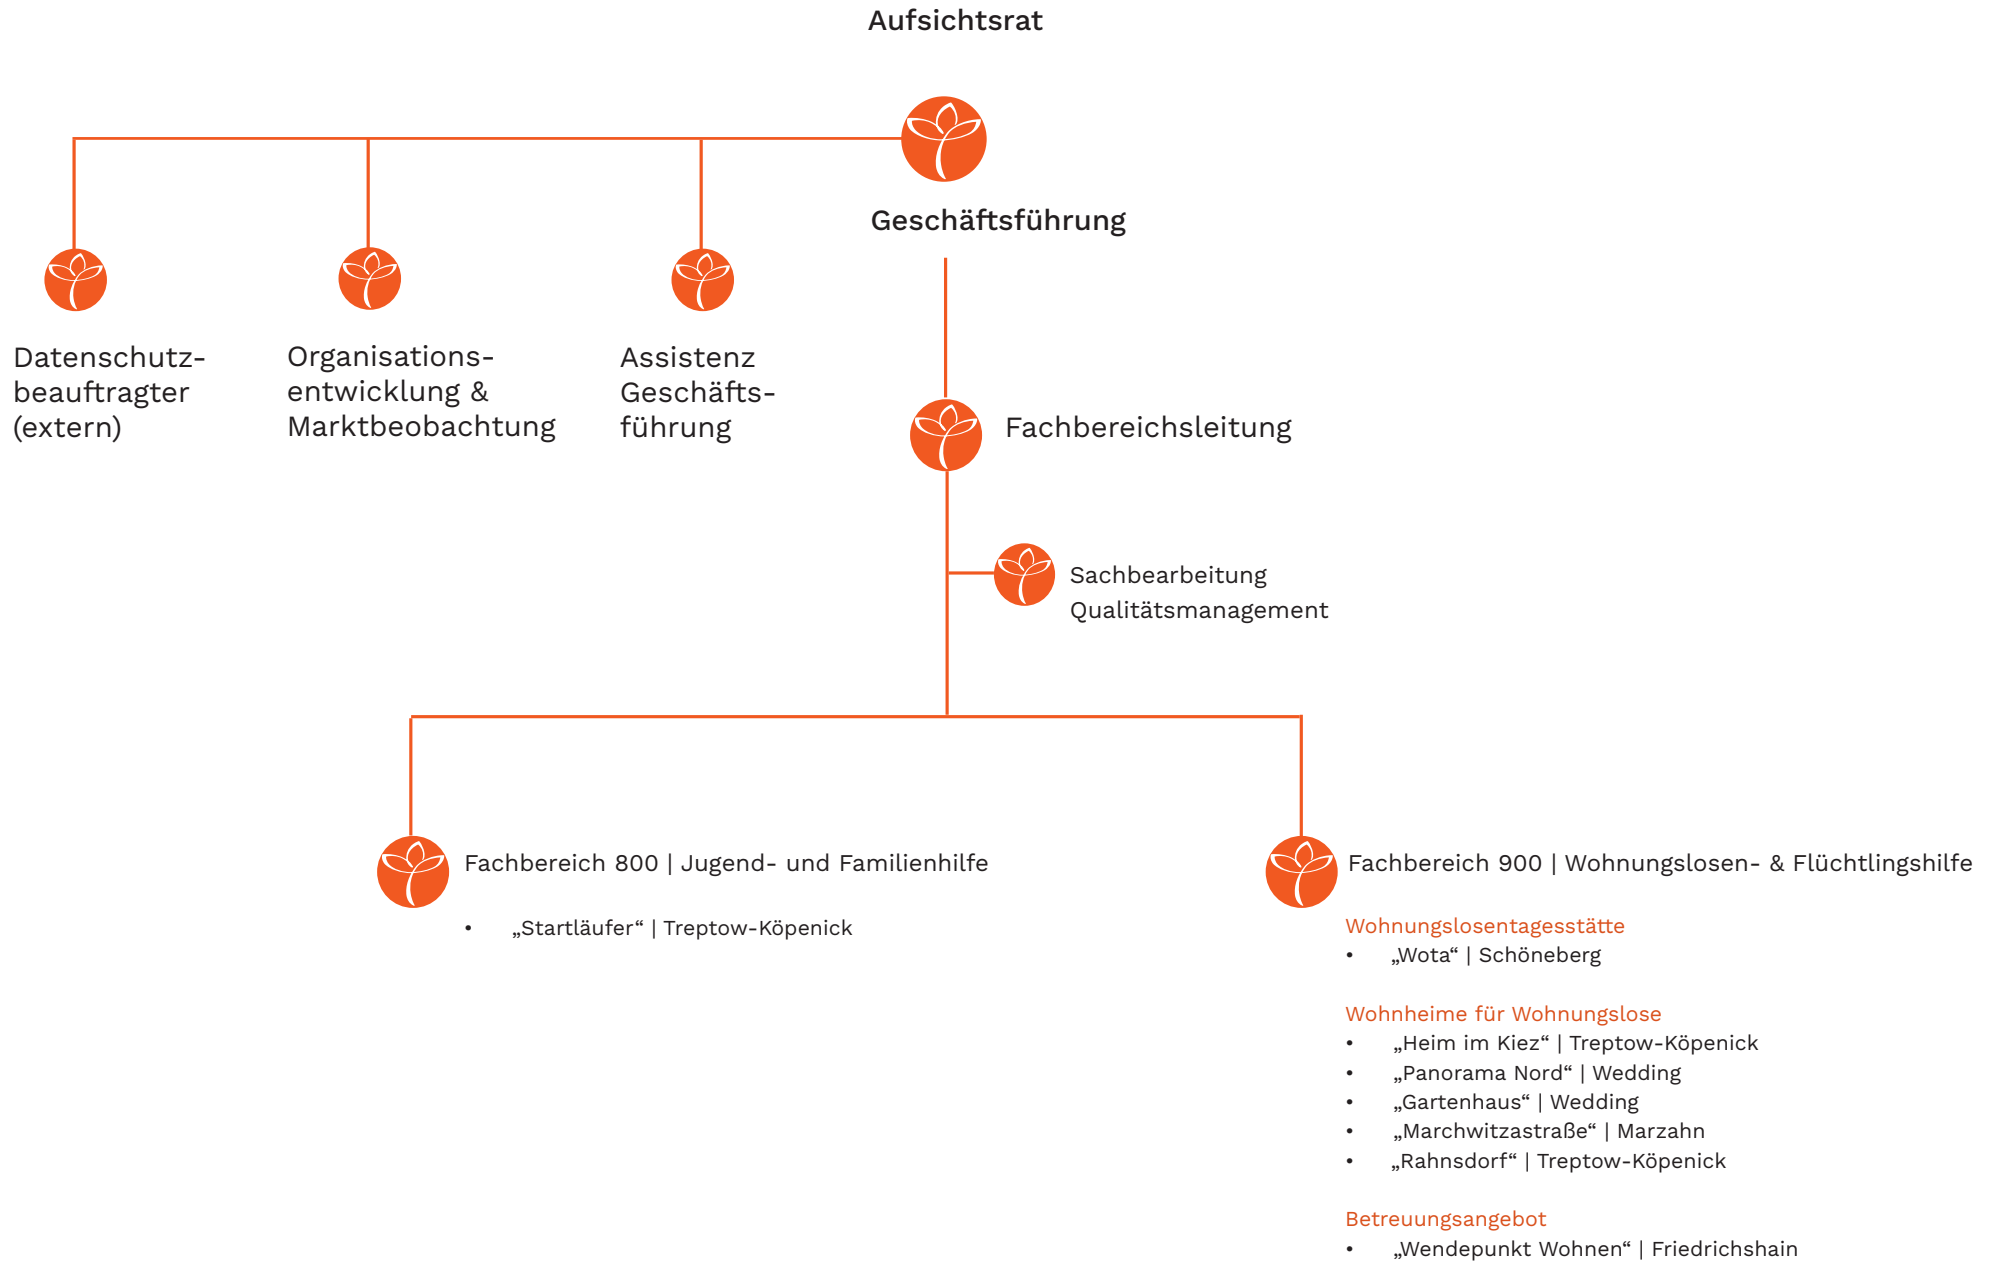 Aufsichtsrat
Geschäftsführung
Datenschutz-
beauftragter
(extern)
Organisations-
entwicklung &
Marktbeobachtung
Assistenz
Geschäfts-
führung
Fachbereichsleitung
Sachbearbeitung
Qualitätsmanagement
Fachbereich 800 | Jugend- und Familienhilfe
• „Startläufer“ | Treptow-Köpenick
Fachbereich 900 | Wohnungslosen- & Flüchtlingshilfe
Wohnungslosentagesstätte
• „Wota“ | Schöneberg
Wohnheime für Wohnungslose
• „Heim im Kiez“ | Treptow-Köpenick
• „Panorama Nord“ | Wedding
• „Gartenhaus“ | Wedding
• „Marchwitzastraße“ | Marzahn
• „Rahnsdorf“ | Treptow-Köpenick
Betreuungsangebot
• „Wendepunkt Wohnen“ | Friedrichshain